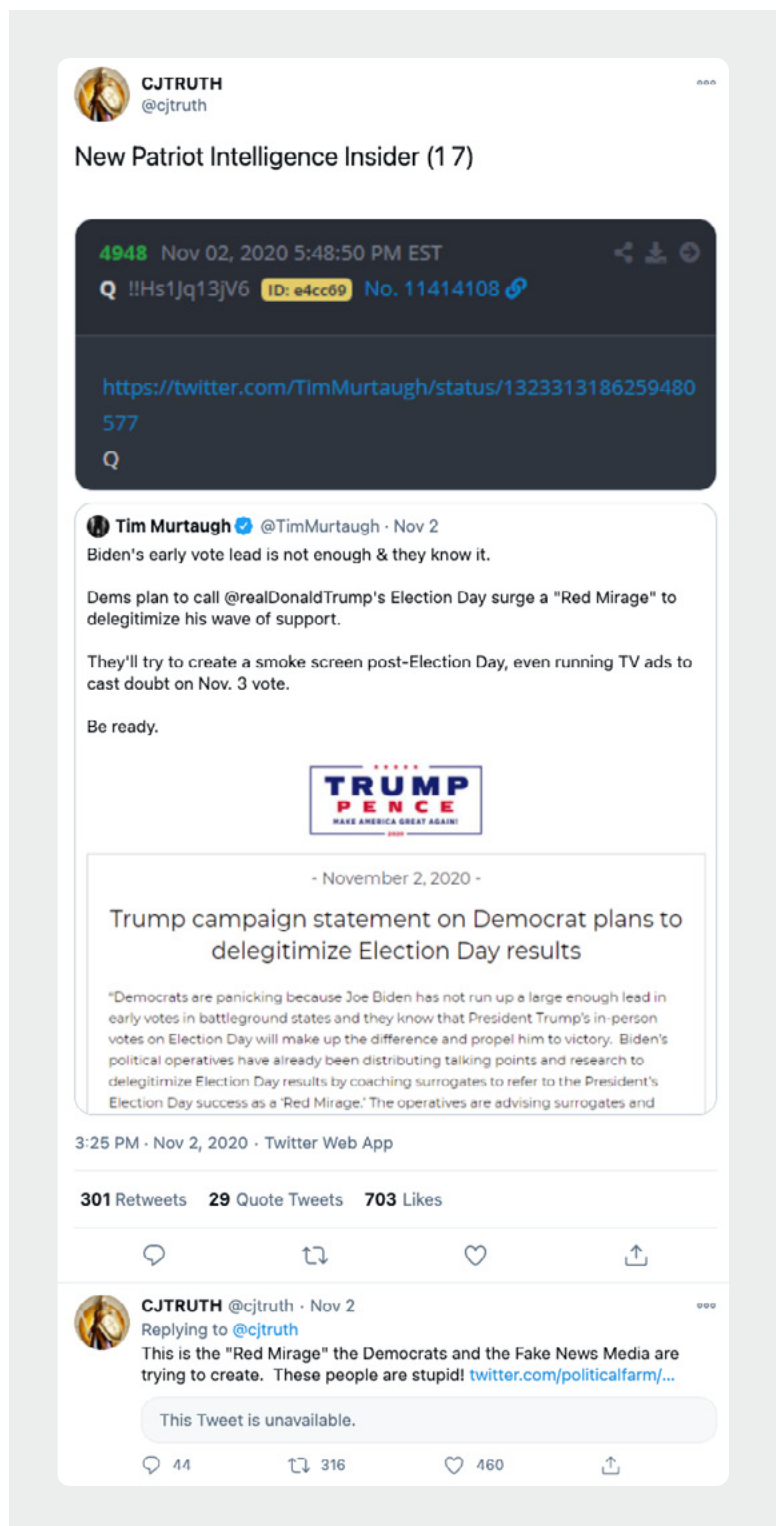 CJTRUTH
@cjtruth
New Patriot Intelligence Insider (1 7)
4948 Nov 02, 2020 5:48:50 PM EST
Q !!Hs1Jq13jV6 ID: e4cc69 No. 11414108
https://twitter.com/TimMurtaugh/status/1323313186259480
577
Q
Tim Murtaugh @TimMurtaugh · Nov 2
Biden's early vote lead is not enough & they know it.
Dems plan to call @realDonaldTrump's Election Day surge a "Red Mirage" to
delegitimize his wave of support.
They'll try to create a smoke screen post-Election Day, even running TV ads to
cast doubt on Nov. 3 vote.
Be ready.
TRUMP
PENCE
MAKE AMERICA GREAT AGAIN!
2020
- November 2, 2020 -
Trump campaign statement on Democrat plans to
delegitimize Election Day results
"Democrats are panicking because Joe Biden has not run up a large enough lead in
early votes in battleground states and they know that President Trump's in-person
votes on Election Day will make up the difference and propel him to victory. Biden's
political operatives have already been distributing talking points and research to
delegitimize Election Day results by coaching surrogates to refer to the President's
Election Day success as a 'Red Mirage.' The operatives are advising surrogates and
3:25 PM · Nov 2, 2020 · Twitter Web App
301 Retweets 29 Quote Tweets 703 Likes
CJTRUTH @cjtruth · Nov 2
Replying to @cjtruth
This is the "Red Mirage" the Democrats and the Fake News Media are
trying to create. These people are stupid! twitter.com/politicalfarm/...
This Tweet is unavailable.
44 316 460